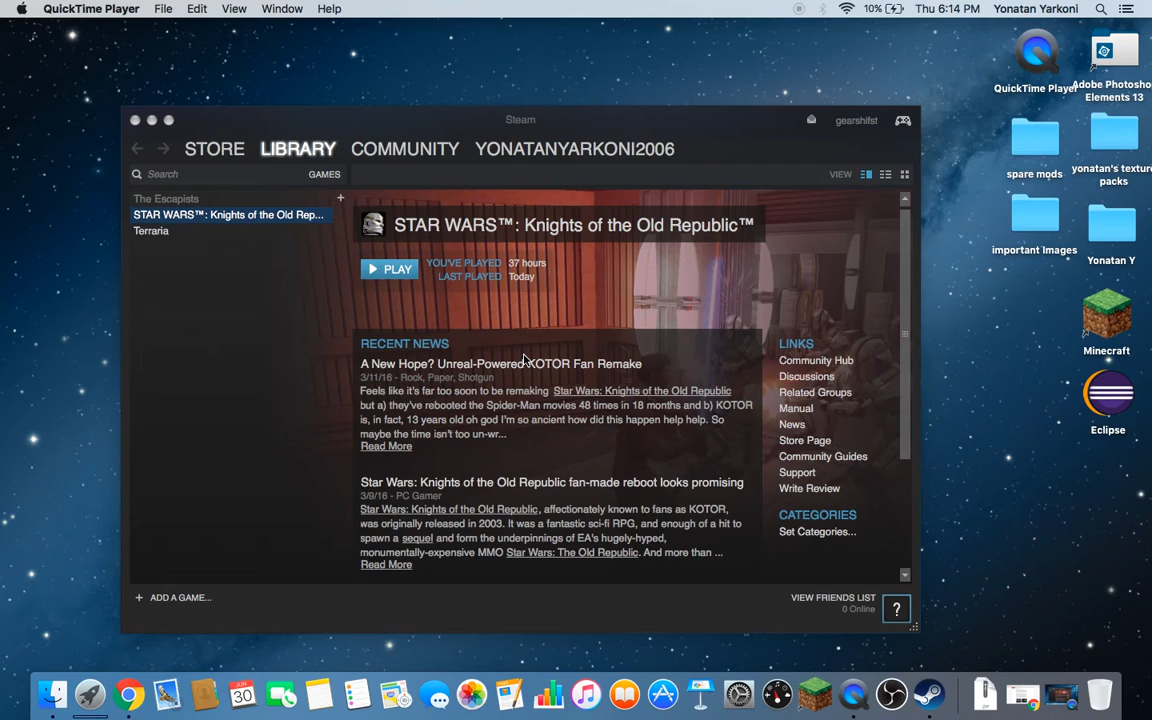 QuickTime Player File Edit View Window Help
10% Thu 6:14 PM Yonatan Yarkoni
Steam
gearshifst
STORE LIBRARY COMMUNITY YONATANYARKONI2006
Search GAMES
VIEW
The Escapists +
STAR WARS™: Knights of the Old Rep...
Terraria
STAR WARS™: Knights of the Old Republic™
PLAY
YOU'VE PLAYED 37 hours
LAST PLAYED Today
RECENT NEWS
A New Hope? Unreal-Powered KOTOR Fan Remake
3/11/16 - Rock, Paper, Shotgun
Feels like it's far too soon to be remaking Star Wars: Knights of the Old Republic
but a) they've rebooted the Spider-Man movies 48 times in 18 months and b) KOTOR
is, in fact, 13 years old oh god I'm so ancient how did this happen help help. So
maybe the time isn't too un-wr...
Read More
Star Wars: Knights of the Old Republic fan-made reboot looks promising
3/9/16 - PC Gamer
Star Wars: Knights of the Old Republic, affectionately known to fans as KOTOR,
was originally released in 2003. It was a fantastic sci-fi RPG, and enough of a hit to
spawn a sequel and form the underpinnings of EA's hugely-hyped,
monumentally-expensive MMO Star Wars: The Old Republic. And more than ...
Read More
LINKS
Community Hub
Discussions
Related Groups
Manual
News
Store Page
Community Guides
Support
Write Review
CATEGORIES
Set Categories...
+ ADD A GAME...
VIEW FRIENDS LIST
0 Online
?
QuickTime Player
Adobe Photosho
Elements 13
spare mods
yonatan's texture
packs
important Images
Yonatan Y
Minecraft
Eclipse
JUN
30
ZIP